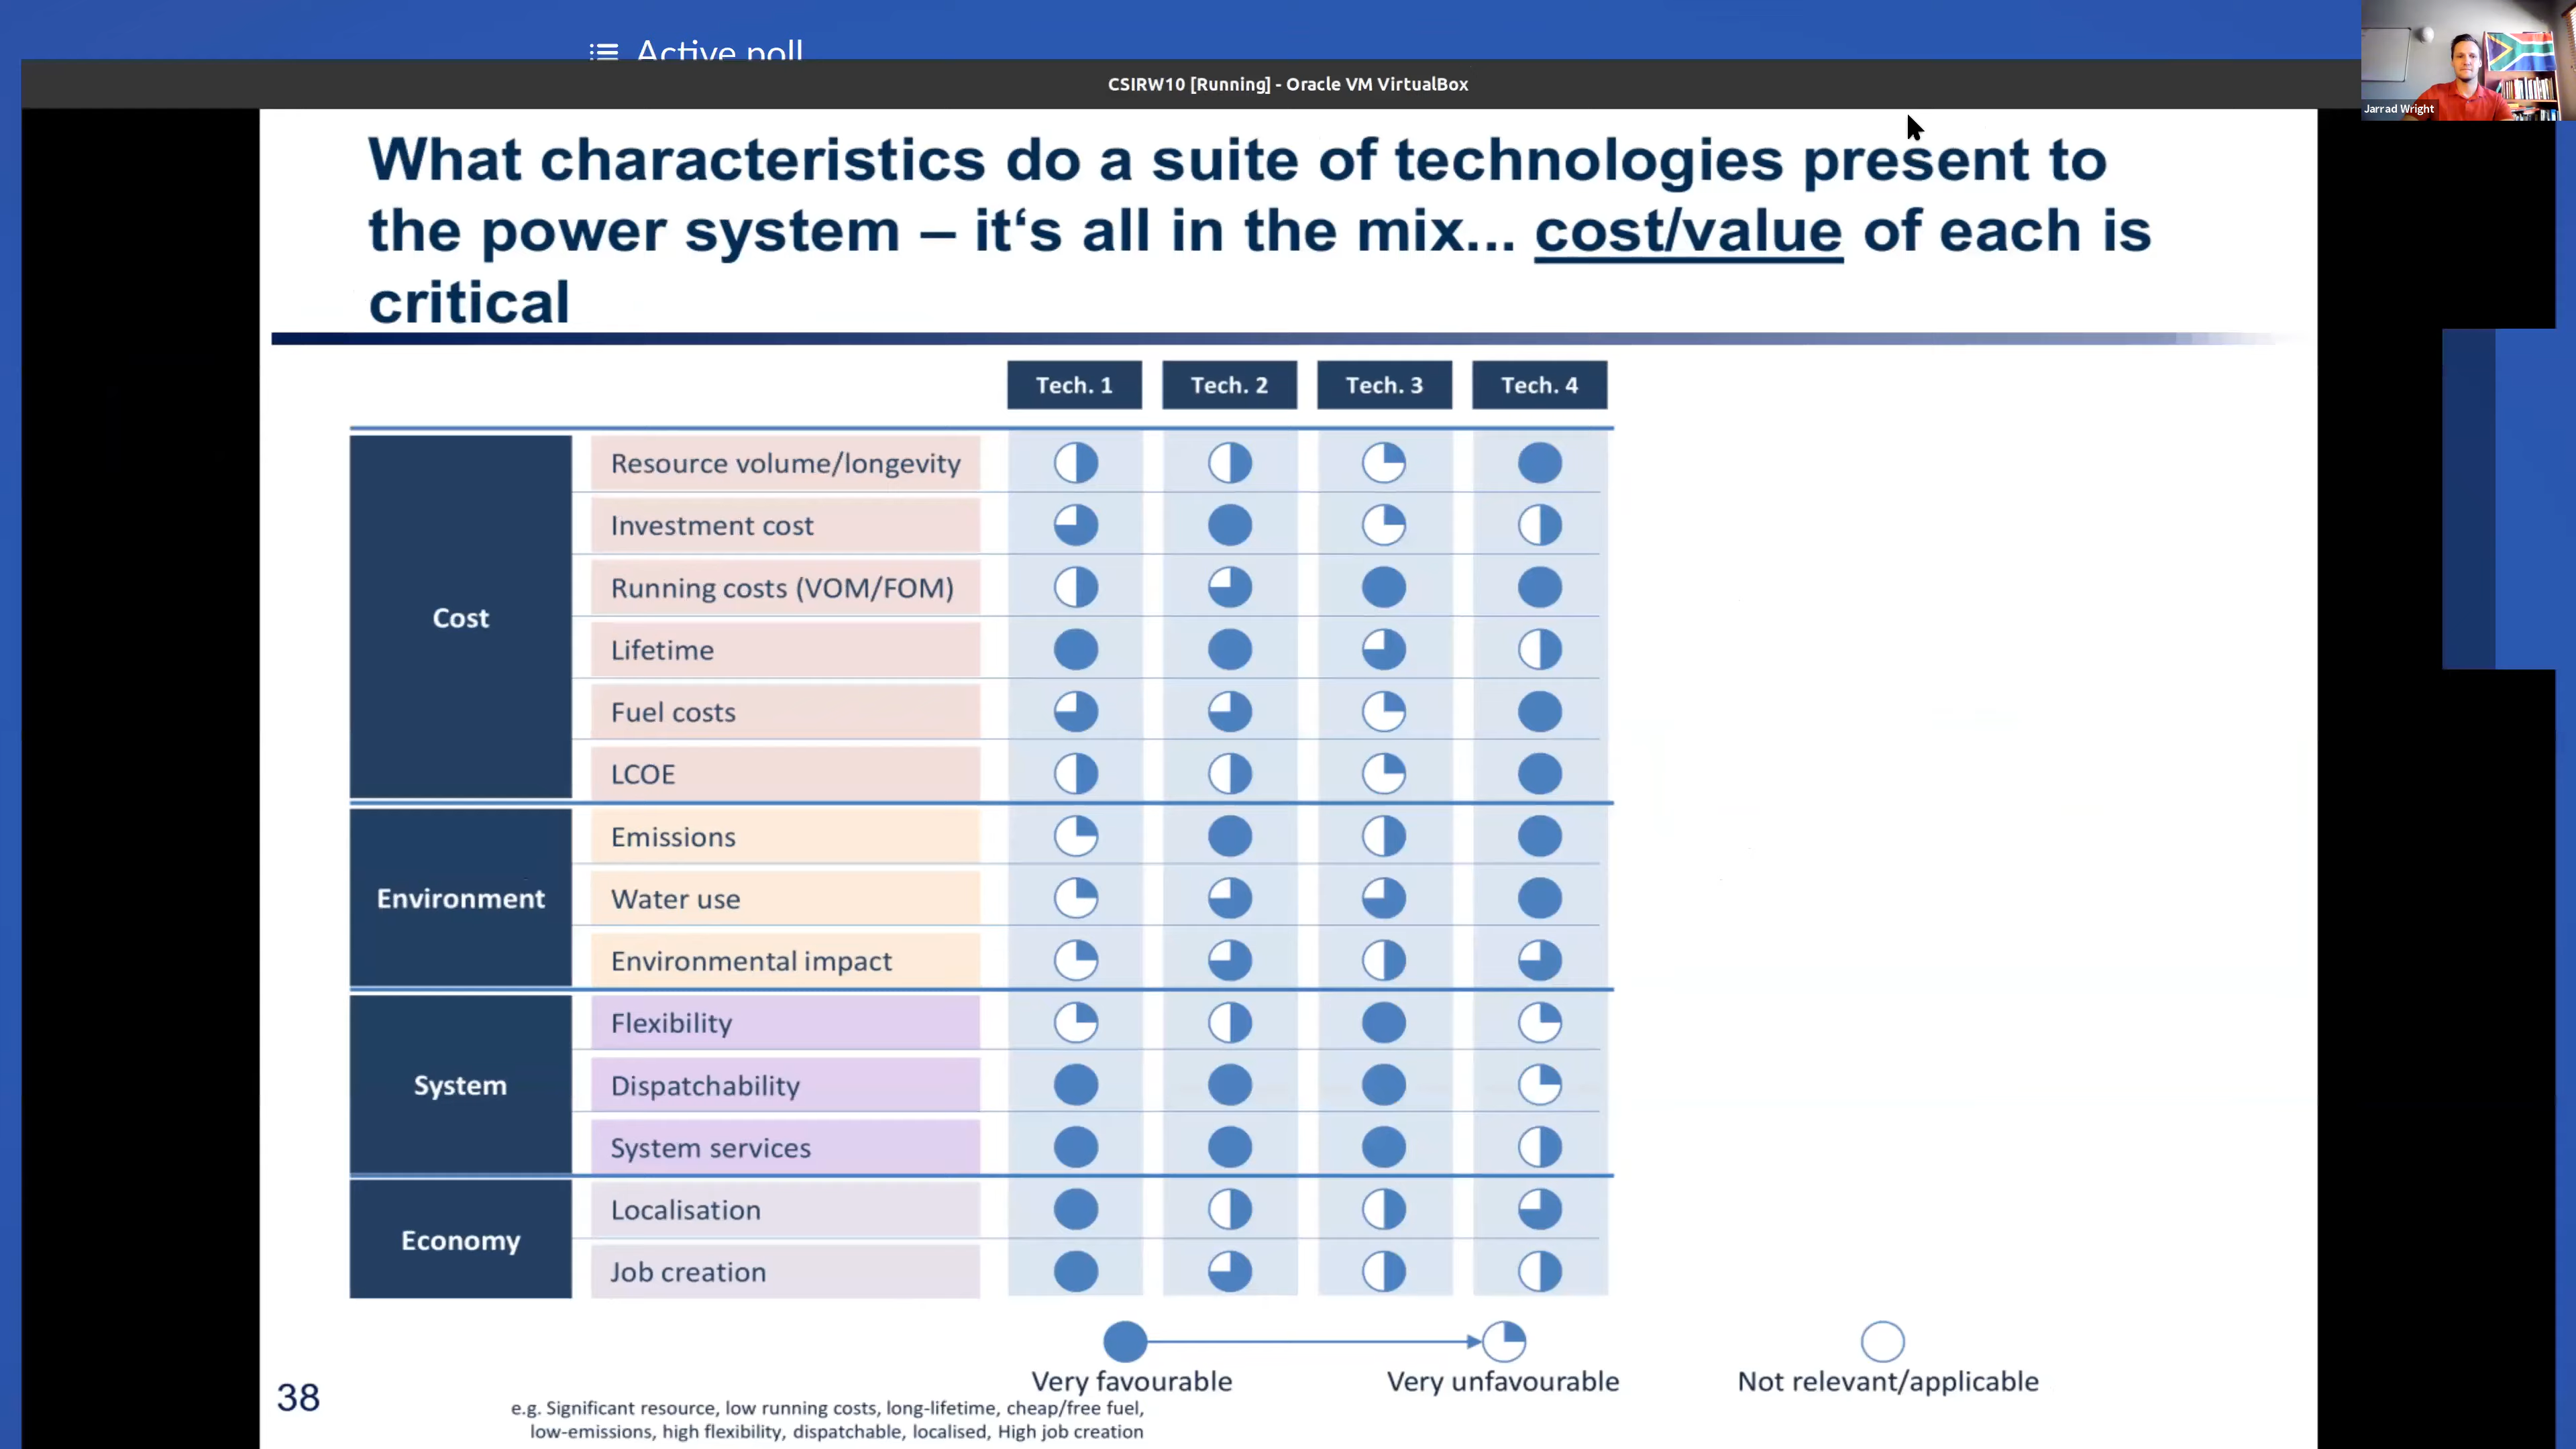 Active poll
CSIRW10 [Running] - Oracle VM VirtualBox
Jarrad Wright
What characteristics do a suite of technologies present to
the power system – it‘s all in the mix... cost/value of each is
critical
Tech. 1 Tech. 2 Tech. 3 Tech. 4
Cost
Resource volume/longevity
Investment cost
Running costs (VOM/FOM)
Lifetime
Fuel costs
LCOE
Environment
Emissions
Water use
Environmental impact
System
Flexibility
Dispatchability
System services
Economy
Localisation
Job creation
Very favourable Very unfavourable Not relevant/applicable
38
e.g. Significant resource, low running costs, long-lifetime, cheap/free fuel,
low-emissions, high flexibility, dispatchable, localised, High job creation